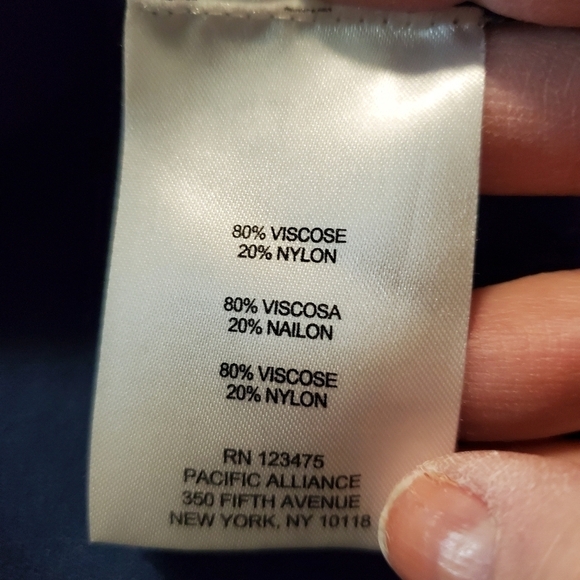 80% VISCOSE
20% NYLON
80% VISCOSA
20% NAILON
80% VISCOSE
20% NYLON
RN 123475
PACIFIC ALLIANCE
350 FIFTH AVENUE
NEW YORK, NY 10118